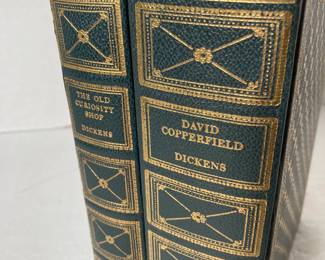 THE OLD
CURIOSITY
SHOP
DICKENS
DAVID
COPPERFIELD
DICKENS